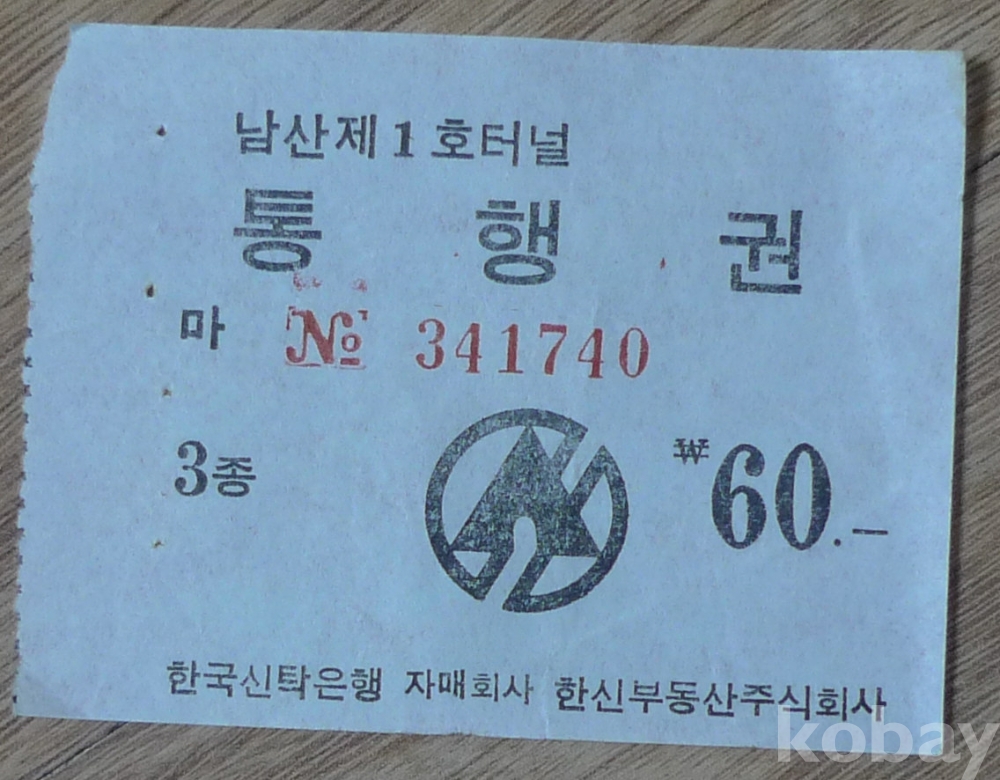 남산제1호터널
통 행 권
마 № 341740
3종 ₩60.–
한국신탁은행 자매회사 한신부동산주식회사
kobay